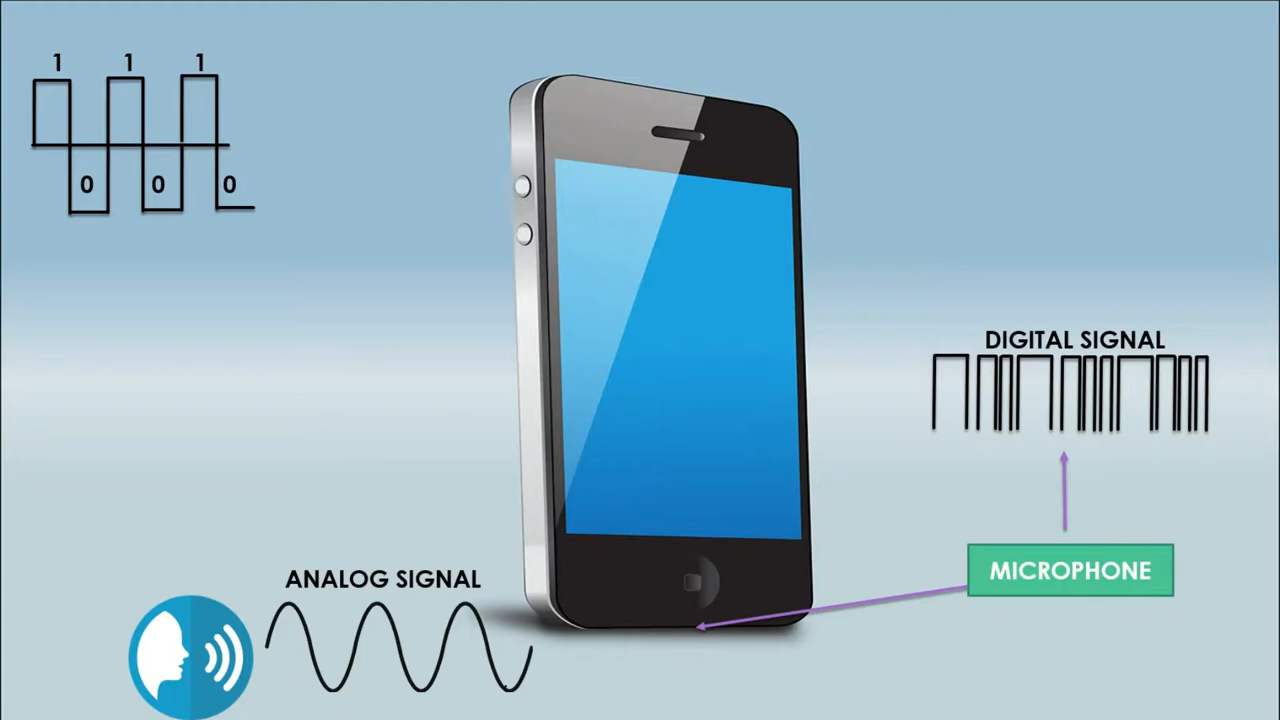 1 1 1
0 0 0
DIGITAL SIGNAL
MICROPHONE
ANALOG SIGNAL